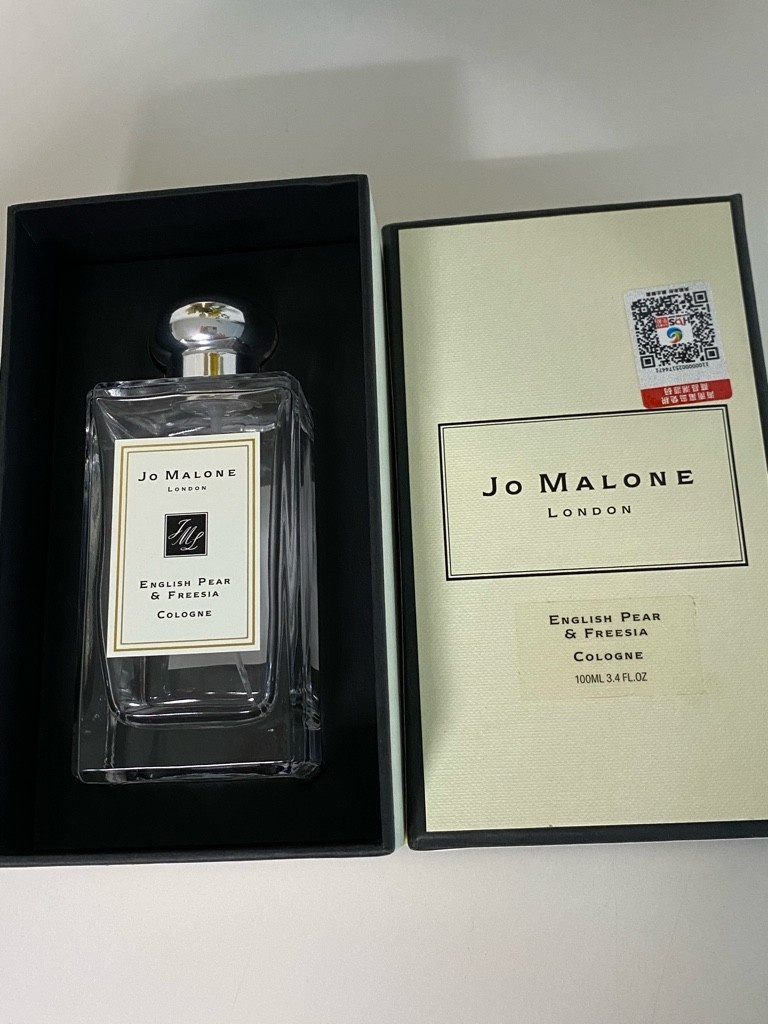 Jo Malone
London
JML
English Pear
& Freesia
Cologne
Jo Malone
London
English Pear
& Freesia
Cologne
100ML 3.4 FL.OZ